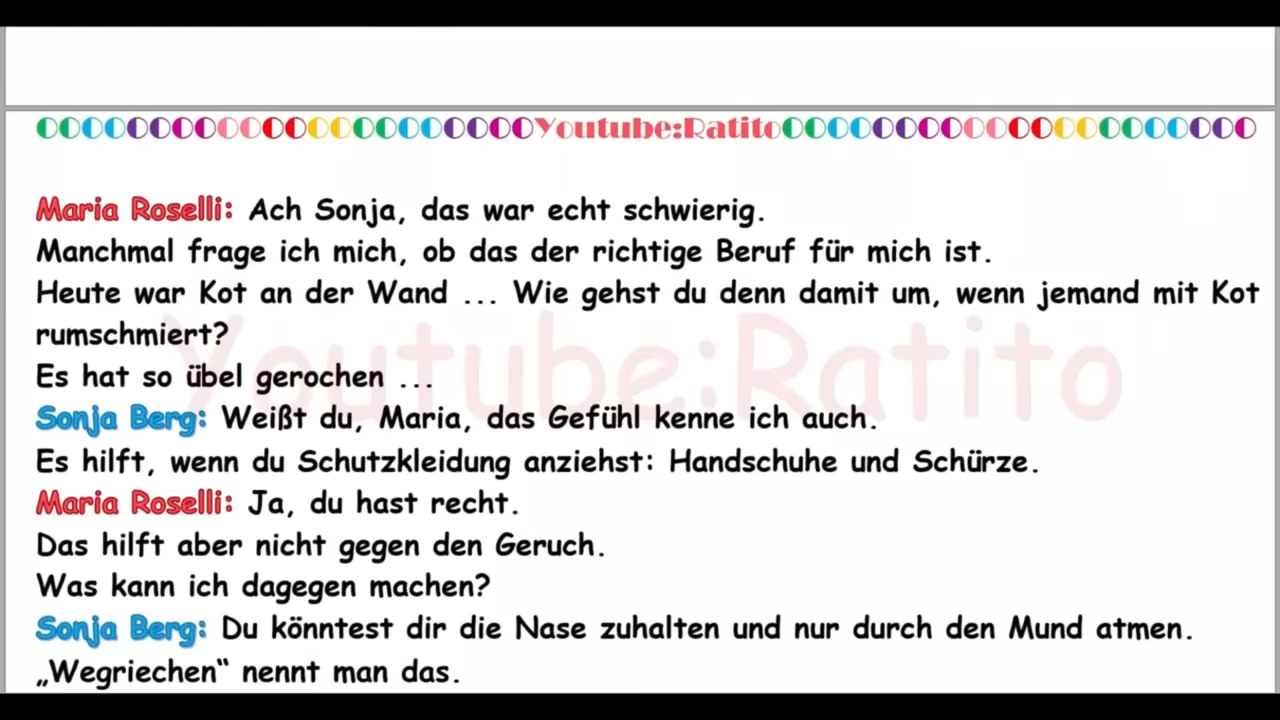 Youtube:Ratito
Maria Roselli: Ach Sonja, das war echt schwierig.
Manchmal frage ich mich, ob das der richtige Beruf für mich ist.
Heute war Kot an der Wand ... Wie gehst du denn damit um, wenn jemand mit Kot
rumschmiert?
Es hat so übel gerochen ...
Sonja Berg: Weißt du, Maria, das Gefühl kenne ich auch.
Es hilft, wenn du Schutzkleidung anziehst: Handschuhe und Schürze.
Maria Roselli: Ja, du hast recht.
Das hilft aber nicht gegen den Geruch.
Was kann ich dagegen machen?
Sonja Berg: Du könntest dir die Nase zuhalten und nur durch den Mund atmen.
„Wegriechen“ nennt man das.
Youtube:Ratito